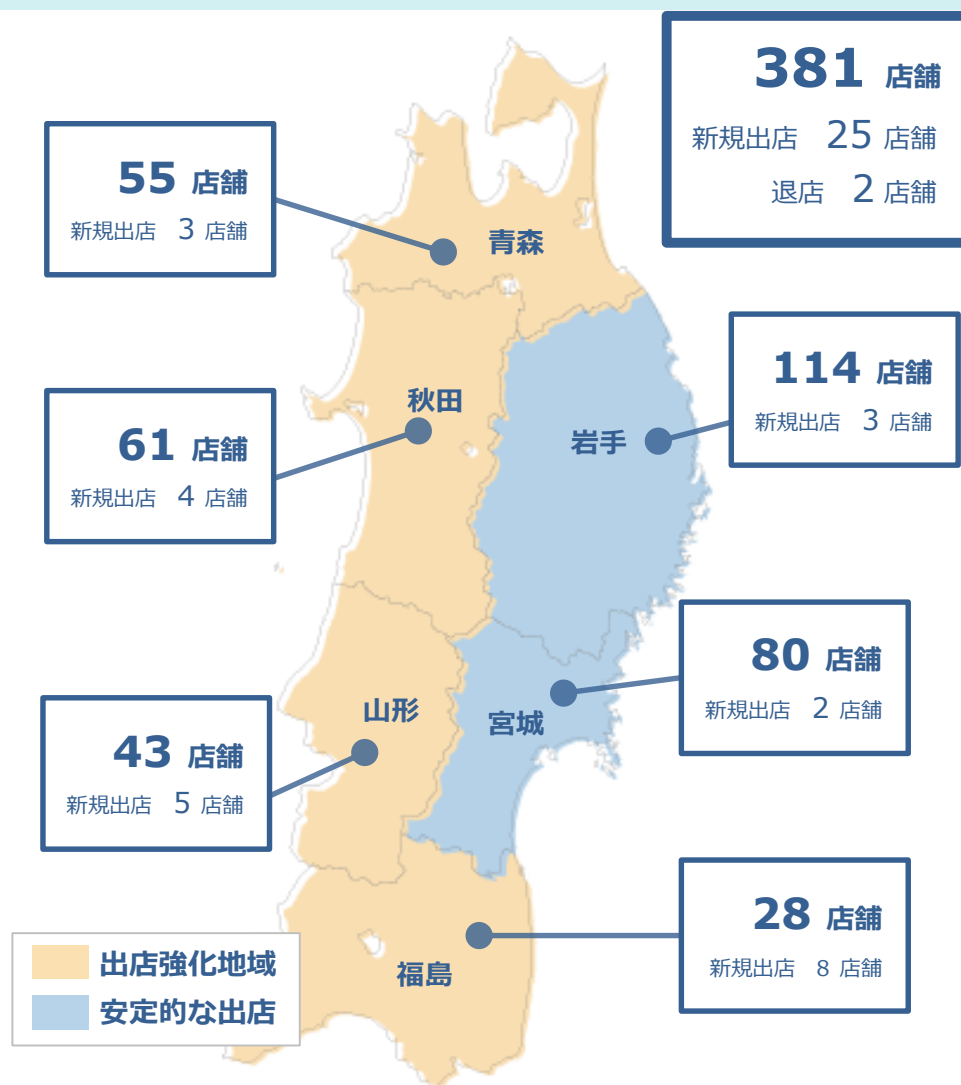 381 店舗
新規出店 25 店舗
退店 2 店舗
55 店舗
新規出店 3 店舗
青森
114 店舗
新規出店 3 店舗
秋田
岩手
61 店舗
新規出店 4 店舗
80 店舗
新規出店 2 店舗
山形
宮城
43 店舗
新規出店 5 店舗
28 店舗
新規出店 8 店舗
福島
出店強化地域
安定的な出店